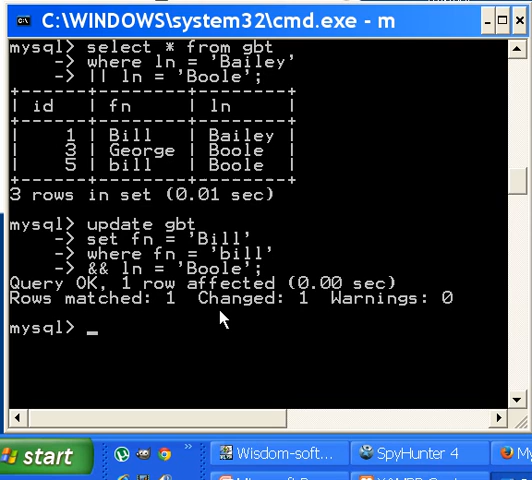 C:\WINDOWS\system32\cmd.exe - m
mysql> select * from gbt
-> where ln = 'Bailey'
-> || ln = 'Boole';
+------+--------+--------+
| id | fn | ln |
+------+--------+--------+
| 1 | Bill | Bailey
| 3 | George | Boole
| 5 | bill | Boole
+------+--------+--------+
3 rows in set (0.01 sec)
mysql> update gbt
-> set fn = 'Bill'
-> where fn = 'bill'
-> && ln = 'Boole';
Query OK, 1 row affected (0.00 sec)
Rows matched: 1 Changed: 1 Warnings: 0
mysql> _
start
Wisdom-soft...
SpyHunter 4
My